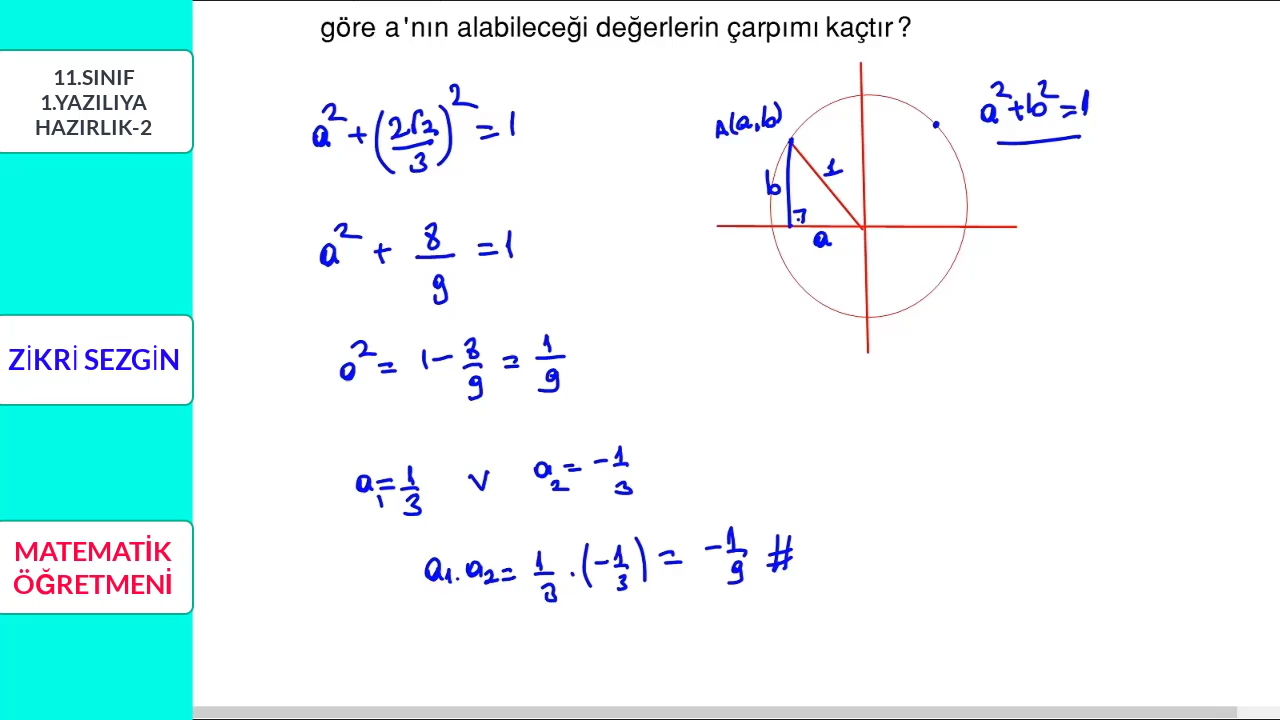 göre a'nın alabileceği değerlerin çarpımı kaçtır?
11.SINIF
1.YAZILIYA
HAZIRLIK-2
ZİKRİ SEZGİN
MATEMATİK
ÖĞRETMENİ
a² + (2√2/3)² = 1
a² + 8/9 = 1
a² = 1 - 8/9 = 1/9
a₁ = 1/3 v a₂ = -1/3
a₁.a₂ = 1/3 . (-1/3) = -1/9 #
A(a,b)
a² + b² = 1
1
b
a